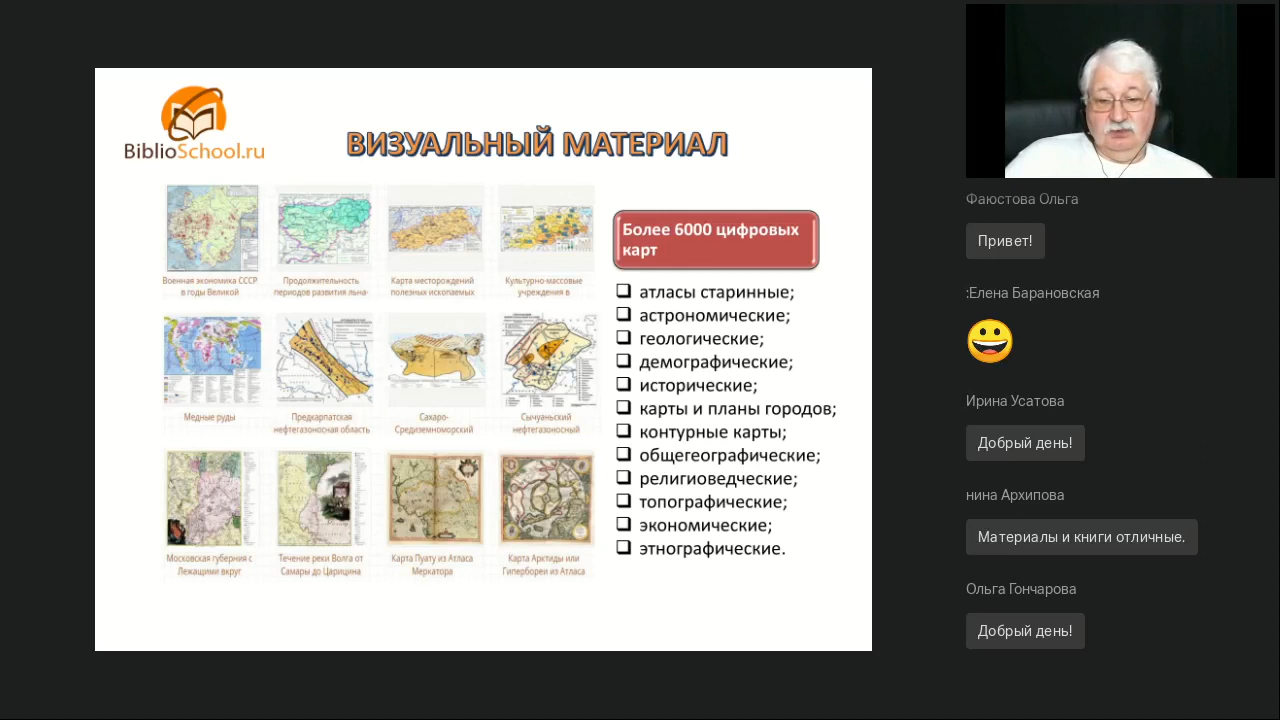 BiblioSchool.ru
ВИЗУАЛЬНЫЙ МАТЕРИАЛ
Военная экономика СССР
в годы Великой
Продолжительность
периодов развития льна-
Карта месторождений
полезных ископаемых
Культурно-массовые
учреждения в
Медные руды
Предкарпатская
нефтегазоносная область
Сахаро-
Средиземноморский
Сычуаньский
нефтегазоносный
Московская губерния с
Лежащими вкруг
Течение реки Волга от
Самары до Царицина
Карта Пуату из Атласа
Меркатора
Карта Арктиды или
Гипербореи из Атласа
Более 6000 цифровых
карт
атласы старинные;
астрономические;
геологические;
демографические;
исторические;
карты и планы городов;
контурные карты;
общегеографические;
религиоведческие;
топографические;
экономические;
этнографические.
Фаюстова Ольга
Привет!
:Елена Барановская
Ирина Усатова
Добрый день!
нина Архипова
Материалы и книги отличные.
Ольга Гончарова
Добрый день!